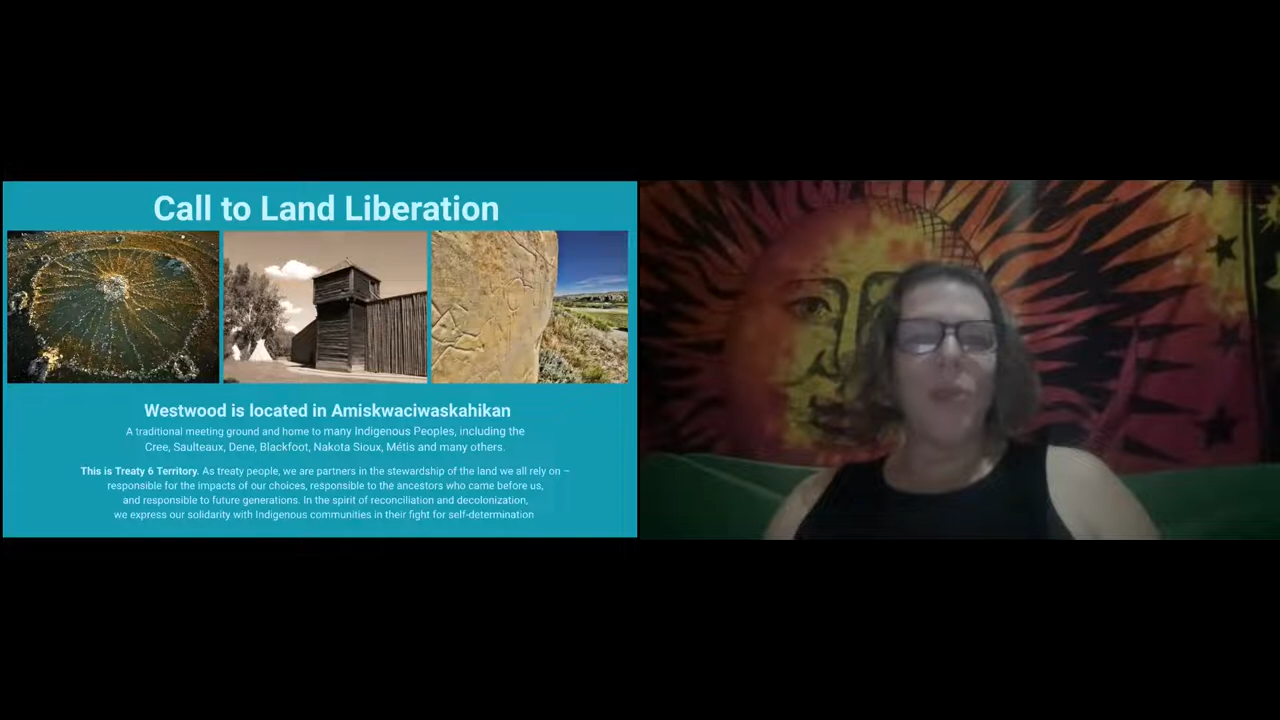 Call to Land Liberation
Westwood is located in Amiskwaciwaskahikan
A traditional meeting ground and home to many Indigenous Peoples, including the
Cree, Saulteaux, Dene, Blackfoot, Nakota Sioux, Métis and many others.
This is Treaty 6 Territory. As treaty people, we are partners in the stewardship of the land we all rely on –
responsible for the impacts of our choices, responsible to the ancestors who came before us,
and responsible to future generations. In the spirit of reconciliation and decolonization,
we express our solidarity with Indigenous communities in their fight for self-determination